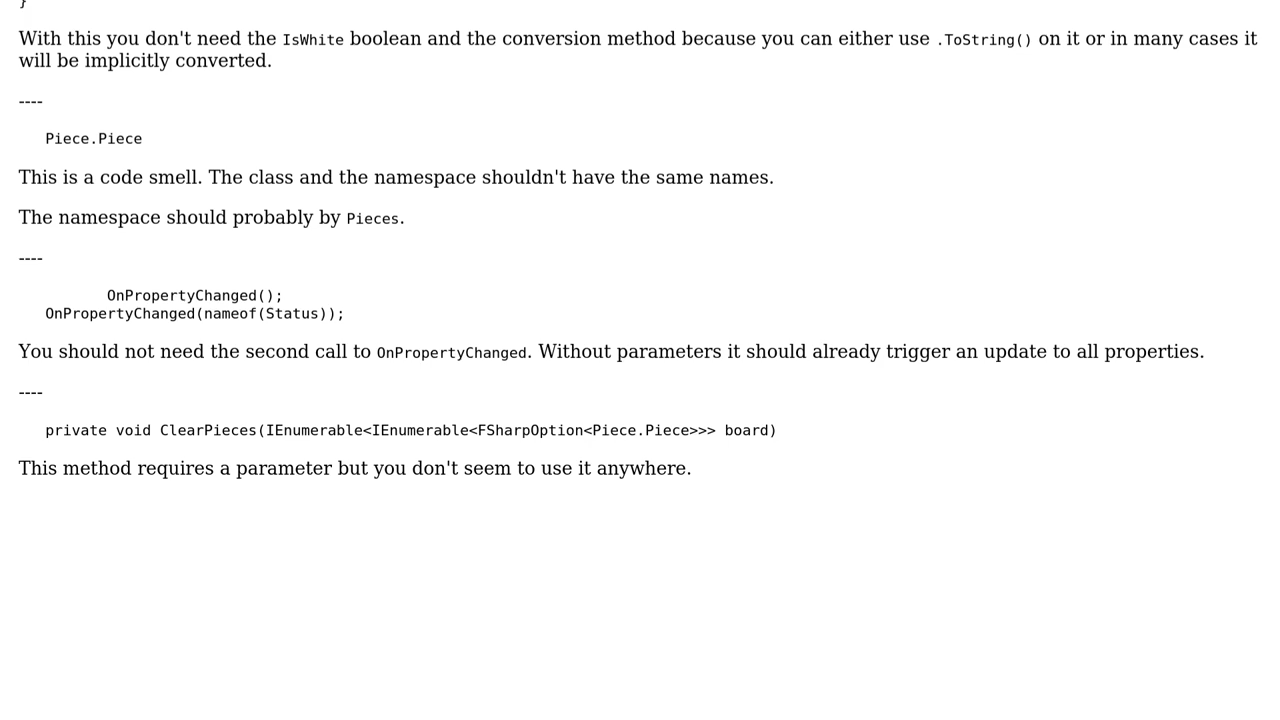 }
With this you don't need the IsWhite boolean and the conversion method because you can either use .ToString() on it or in many cases it
will be implicitly converted.
----
Piece.Piece
This is a code smell. The class and the namespace shouldn't have the same names.
The namespace should probably by Pieces.
----
OnPropertyChanged();
OnPropertyChanged(nameof(Status));
You should not need the second call to OnPropertyChanged. Without parameters it should already trigger an update to all properties.
----
private void ClearPieces(IEnumerable<IEnumerable<FSharpOption<Piece.Piece>>> board)
This method requires a parameter but you don't seem to use it anywhere.